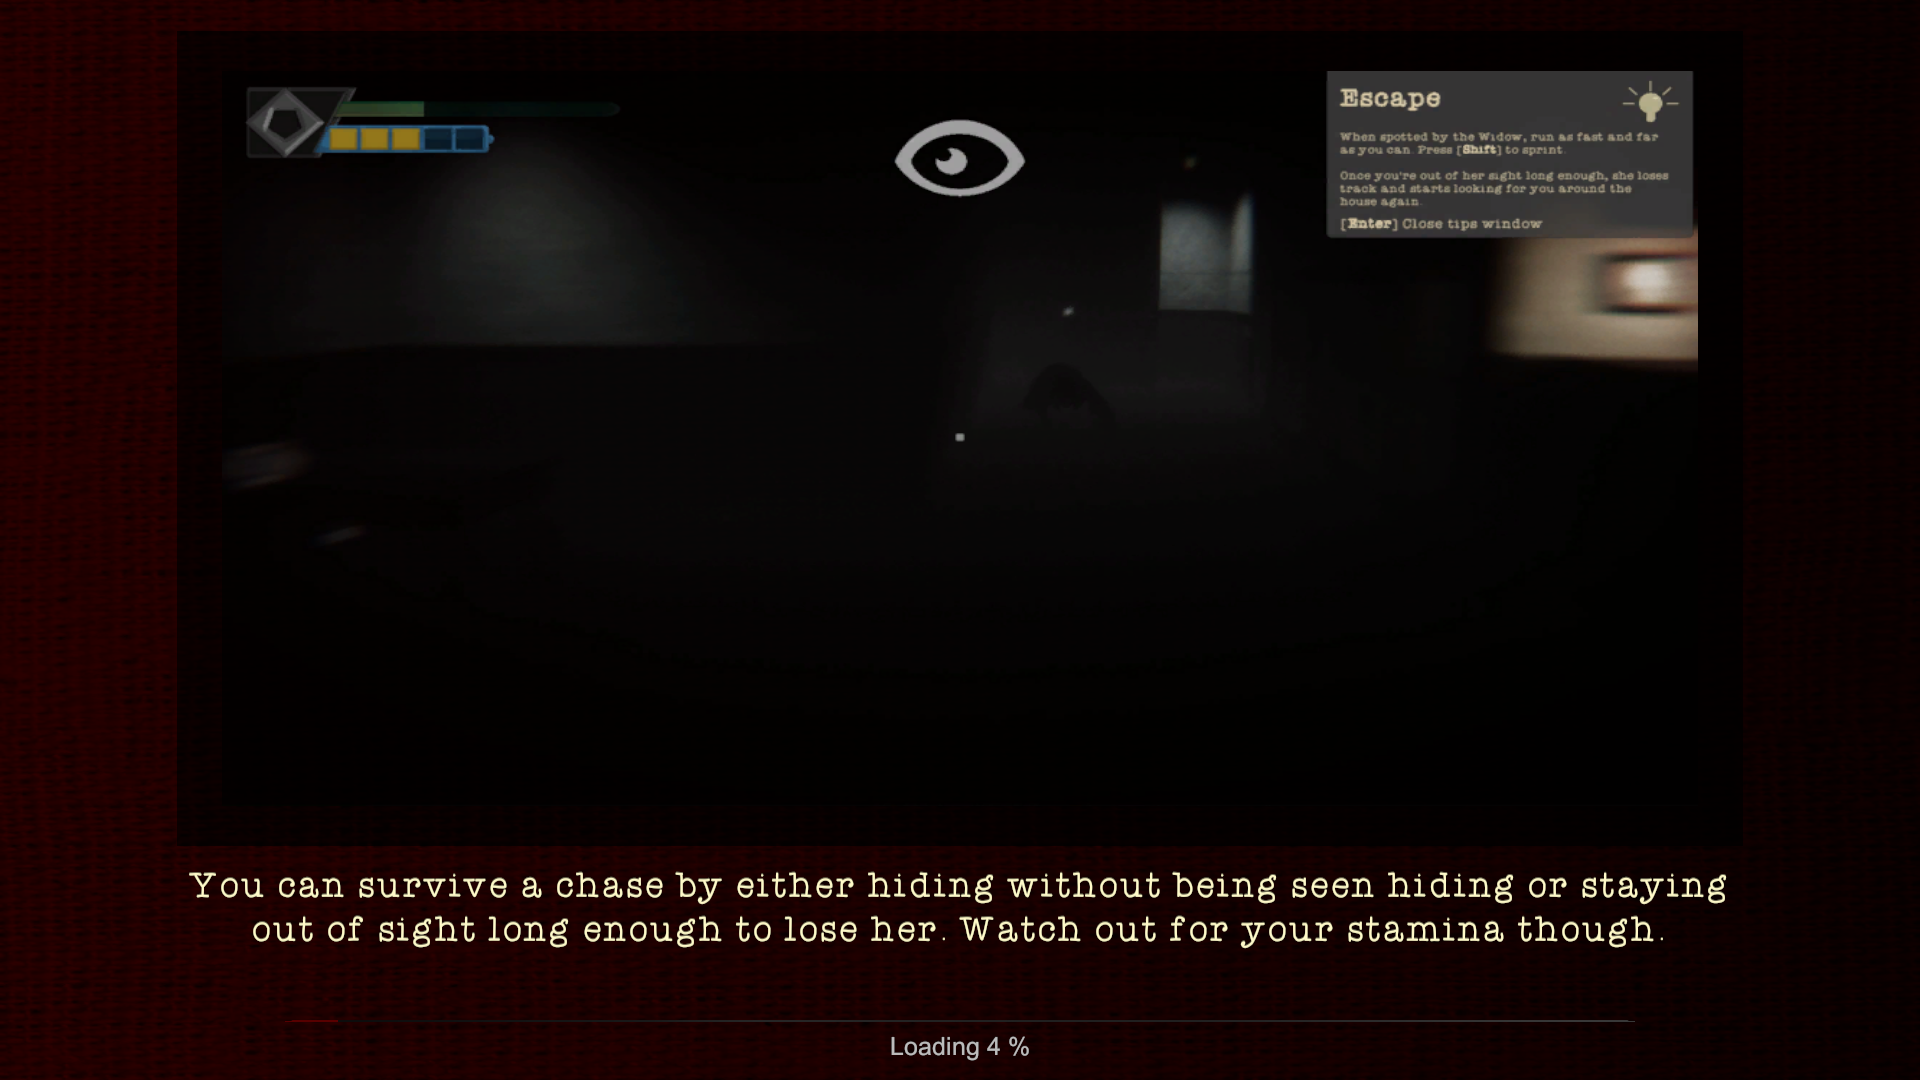 Escape
When spotted by the Widow, run as fast and far
as you can. Press [Shift] to sprint.
Once you're out of her sight long enough, she loses
track and starts looking for you around the
house again.
[Enter] Close tips window
You can survive a chase by either hiding without being seen hiding or staying
out of sight long enough to lose her. Watch out for your stamina though.
Loading 4 %